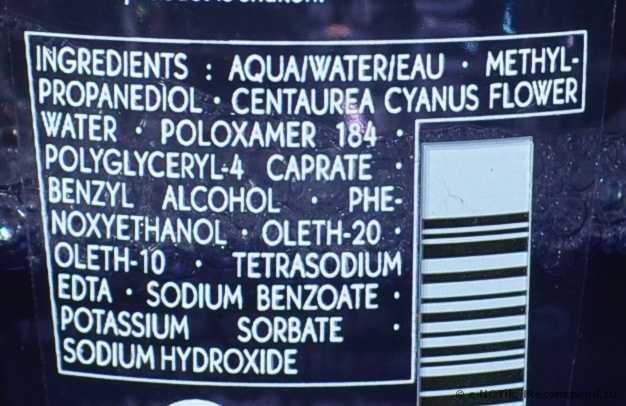 INGREDIENTS : AQUA/WATER/EAU · METHYL-
PROPANEDIOL · CENTAUREA CYANUS FLOWER
WATER · POLOXAMER 184 ·
POLYGLYCERYL-4 CAPRATE ·
BENZYL ALCOHOL · PHE-
NOXYETHANOL · OLETH-20 ·
OLETH-10 · TETRASODIUM
EDTA · SODIUM BENZOATE ·
POTASSIUM SORBATE ·
SODIUM HYDROXIDE